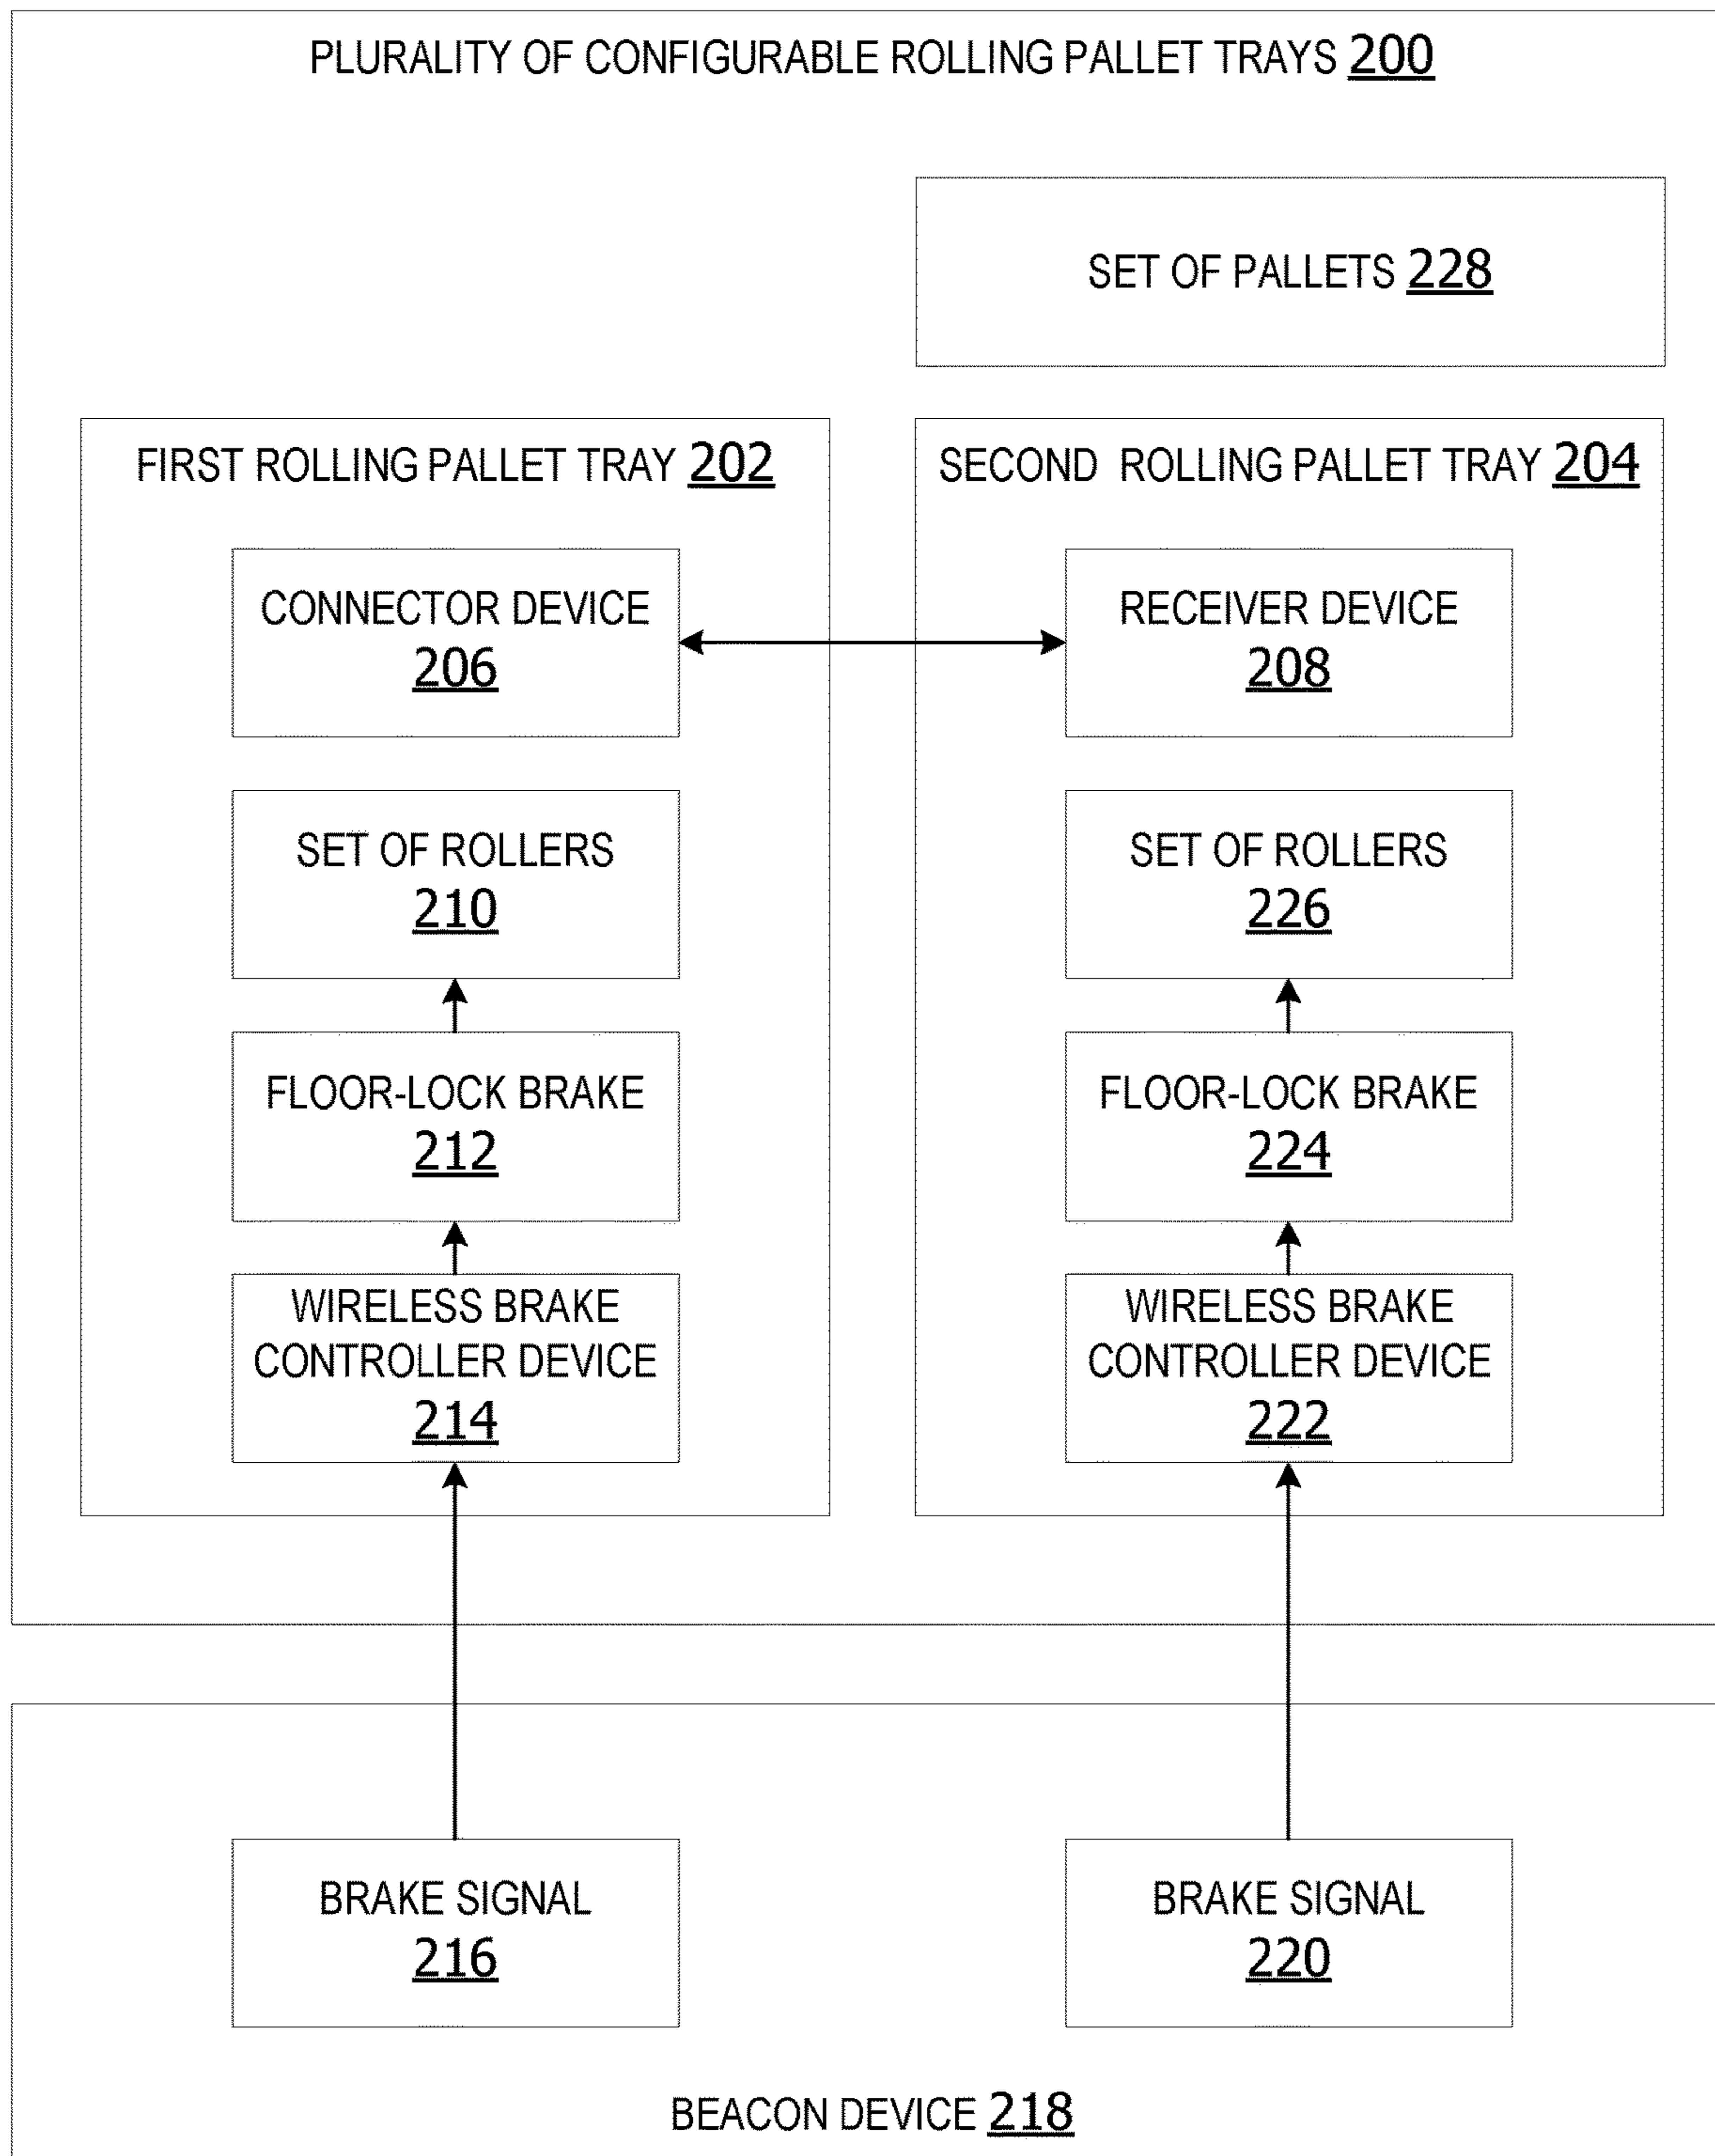 PLURALITY OF CONFIGURABLE ROLLING PALLET TRAYS 200
SET OF PALLETS 228
FIRST ROLLING PALLET TRAY 202
CONNECTOR DEVICE
206
SET OF ROLLERS
210
FLOOR-LOCK BRAKE
212
WIRELESS BRAKE
CONTROLLER DEVICE
214
SECOND ROLLING PALLET TRAY 204
RECEIVER DEVICE
208
SET OF ROLLERS
226
FLOOR-LOCK BRAKE
224
WIRELESS BRAKE
CONTROLLER DEVICE
222
BRAKE SIGNAL
216
BRAKE SIGNAL
220
BEACON DEVICE 218